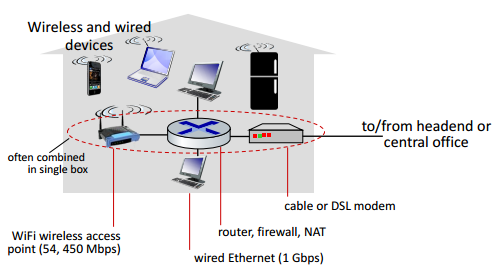 Wireless and wired
devices
to/from headend or
central office
often combined
in single box
cable or DSL modem
router, firewall, NAT
WiFi wireless access
point (54, 450 Mbps)
wired Ethernet (1 Gbps)